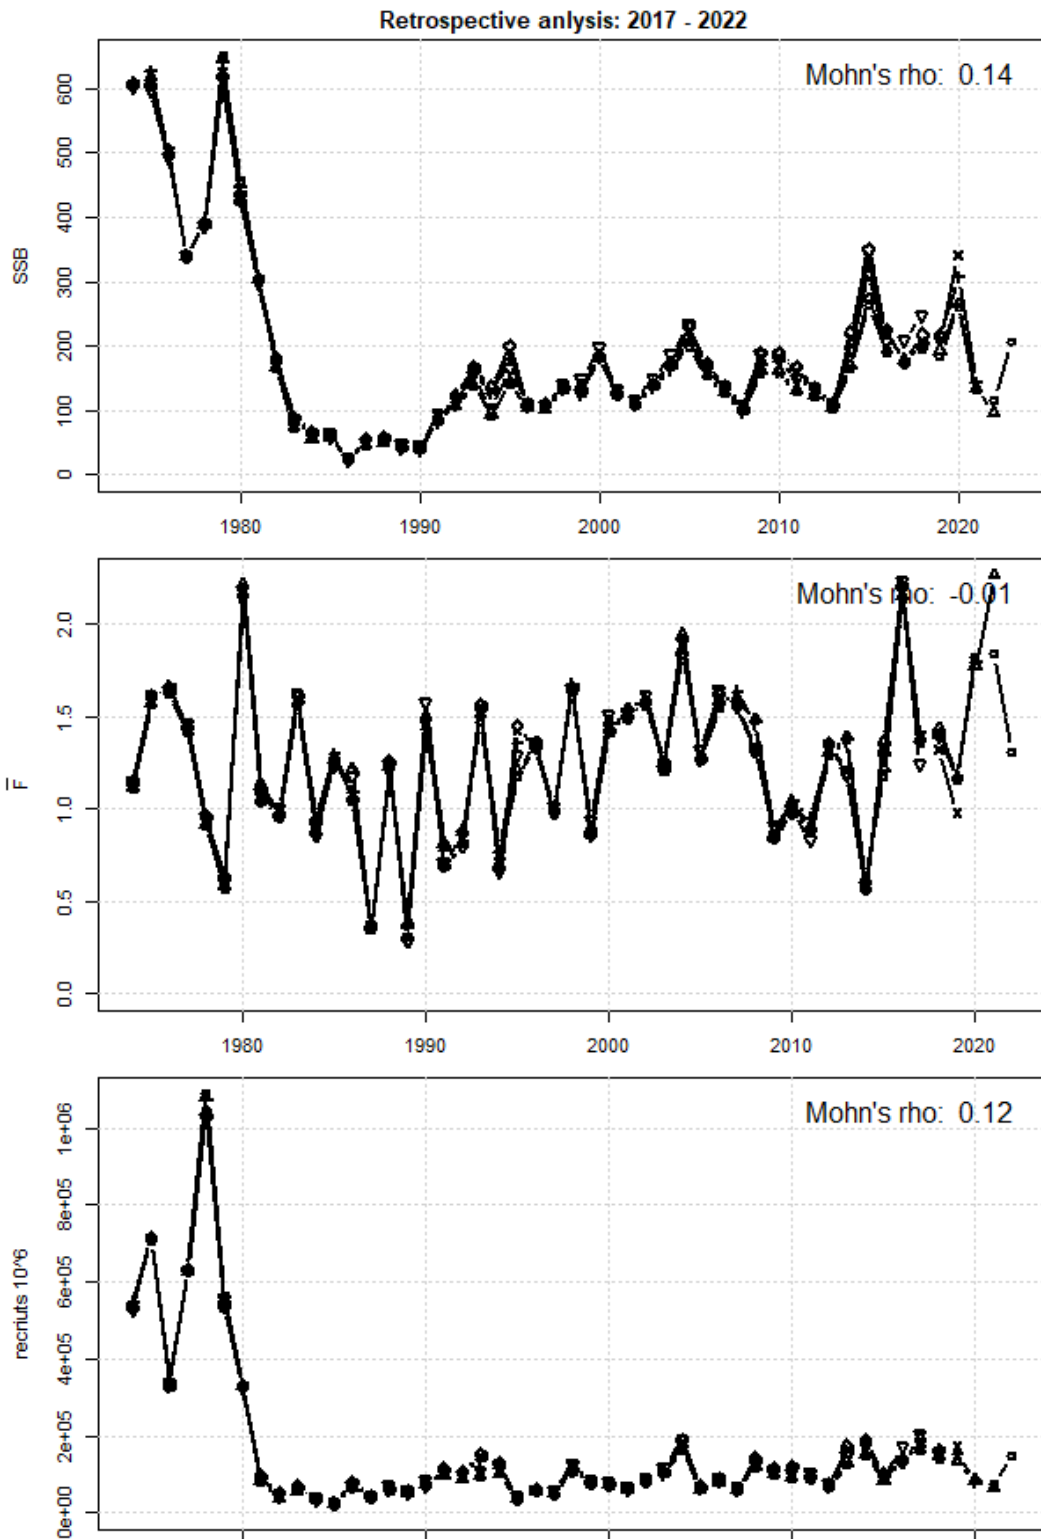 Retrospective anlysis: 2017 - 2022
Mohn's rho: 0.14
SSB
600
500
400
300
200
100
0
1980 1990 2000 2010 2020
Mohn's rho: -0.01
F
2.0
1.5
1.0
0.5
0.0
1980 1990 2000 2010 2020
Mohn's rho: 0.12
recriuts 10^6
1e+06
8e+05
6e+05
4e+05
2e+05
0e+00